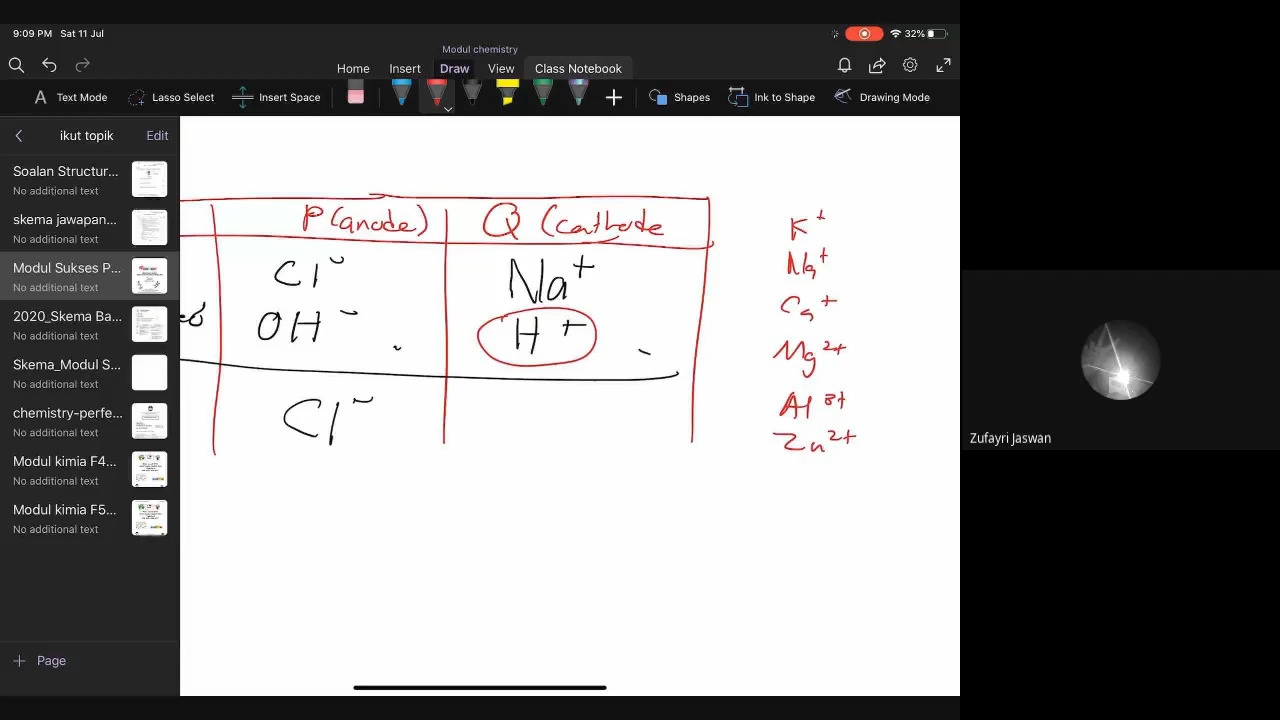 9:09 PM Sat 11 Jul
32%
Modul chemistry
Home Insert Draw View Class Notebook
Text Mode Lasso Select Insert Space Shapes Ink to Shape Drawing Mode
ikut topik Edit
Soalan Structur...
No additional text
skema jawapan...
No additional text
Modul Sukses P...
No additional text
2020_Skema Ba...
No additional text
Skema_Modul S...
No additional text
chemistry-perfe...
No additional text
Modul kimia F4...
No additional text
Modul kimia F5...
No additional text
Page
P(anode) Q (cathode
Cl⁻ Na⁺
OH⁻ H⁺
Cl⁻
K⁺
Na⁺
Ca⁺
Mg²⁺
Al³⁺
Zn²⁺
Zufayri Jaswan